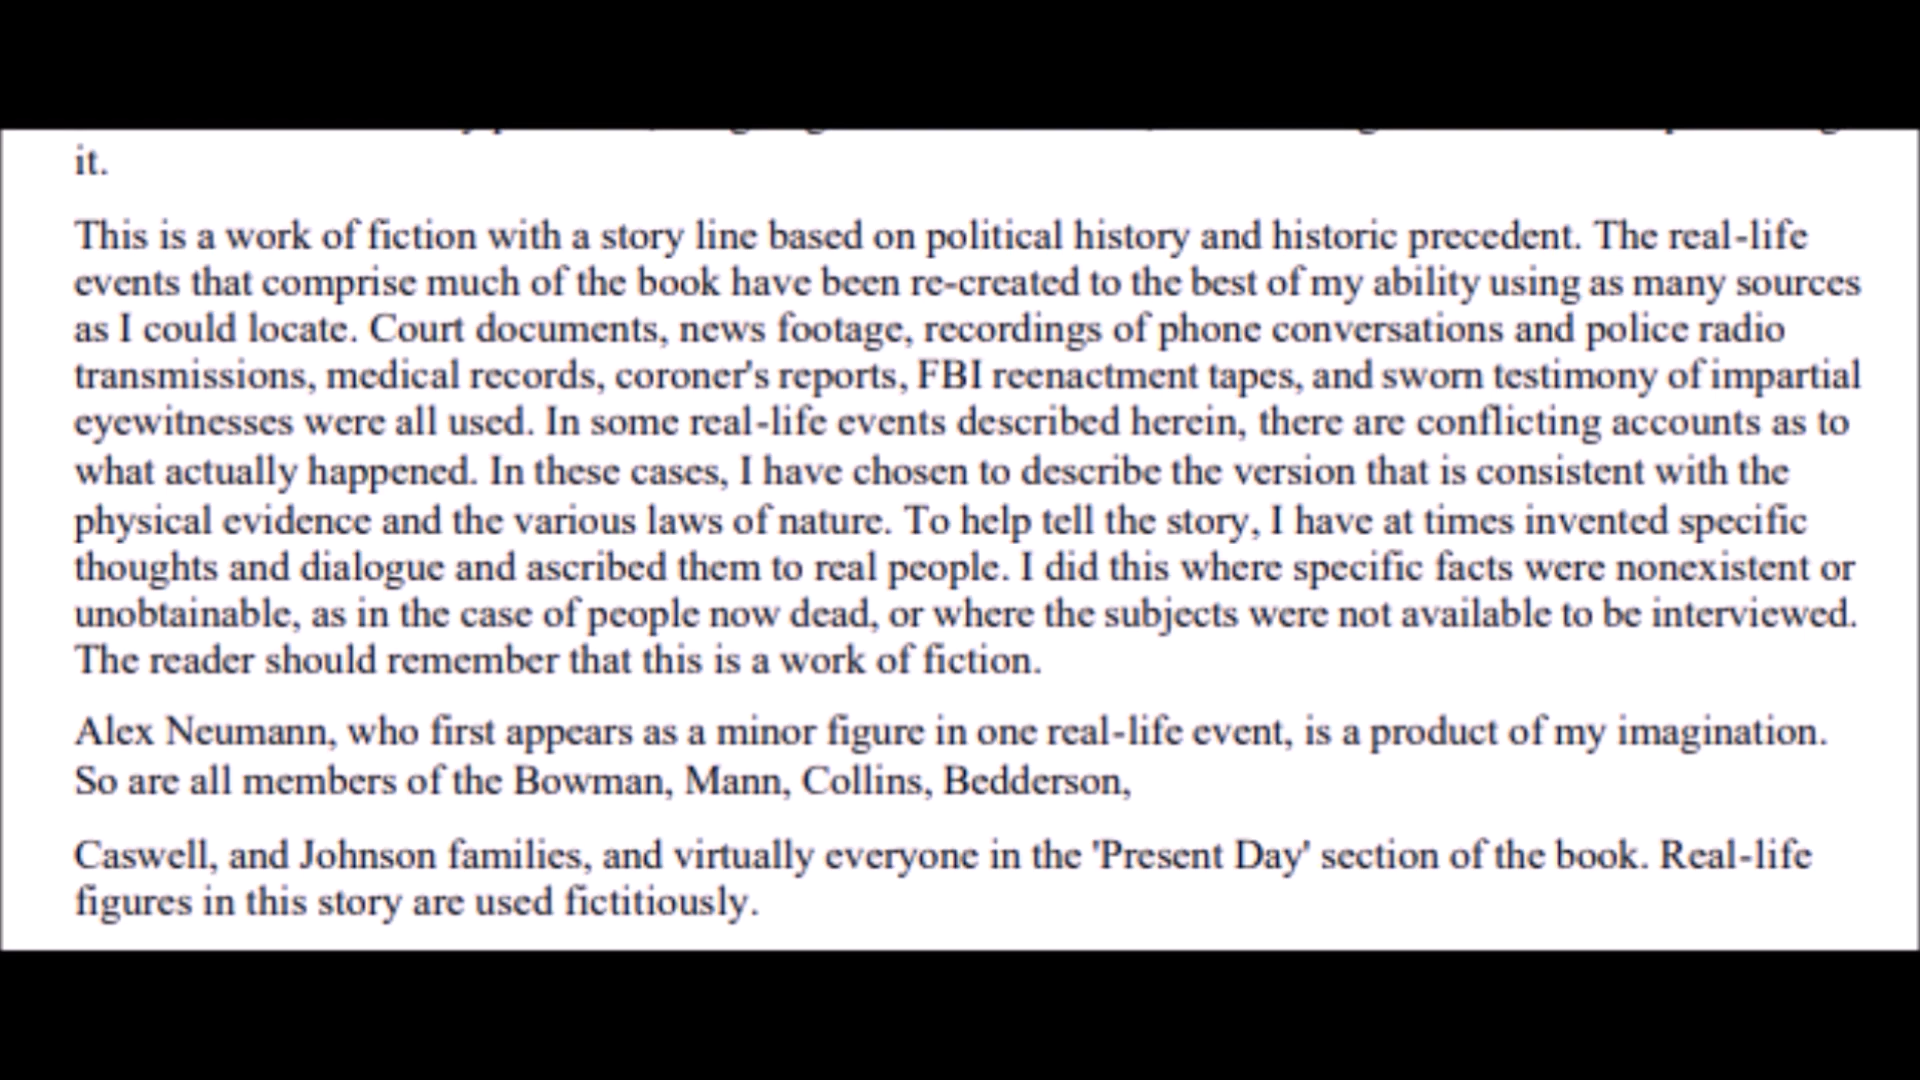 it.
This is a work of fiction with a story line based on political history and historic precedent. The real-life
events that comprise much of the book have been re-created to the best of my ability using as many sources
as I could locate. Court documents, news footage, recordings of phone conversations and police radio
transmissions, medical records, coroner's reports, FBI reenactment tapes, and sworn testimony of impartial
eyewitnesses were all used. In some real-life events described herein, there are conflicting accounts as to
what actually happened. In these cases, I have chosen to describe the version that is consistent with the
physical evidence and the various laws of nature. To help tell the story, I have at times invented specific
thoughts and dialogue and ascribed them to real people. I did this where specific facts were nonexistent or
unobtainable, as in the case of people now dead, or where the subjects were not available to be interviewed.
The reader should remember that this is a work of fiction.
Alex Neumann, who first appears as a minor figure in one real-life event, is a product of my imagination.
So are all members of the Bowman, Mann, Collins, Bedderson,
Caswell, and Johnson families, and virtually everyone in the 'Present Day' section of the book. Real-life
figures in this story are used fictitiously.